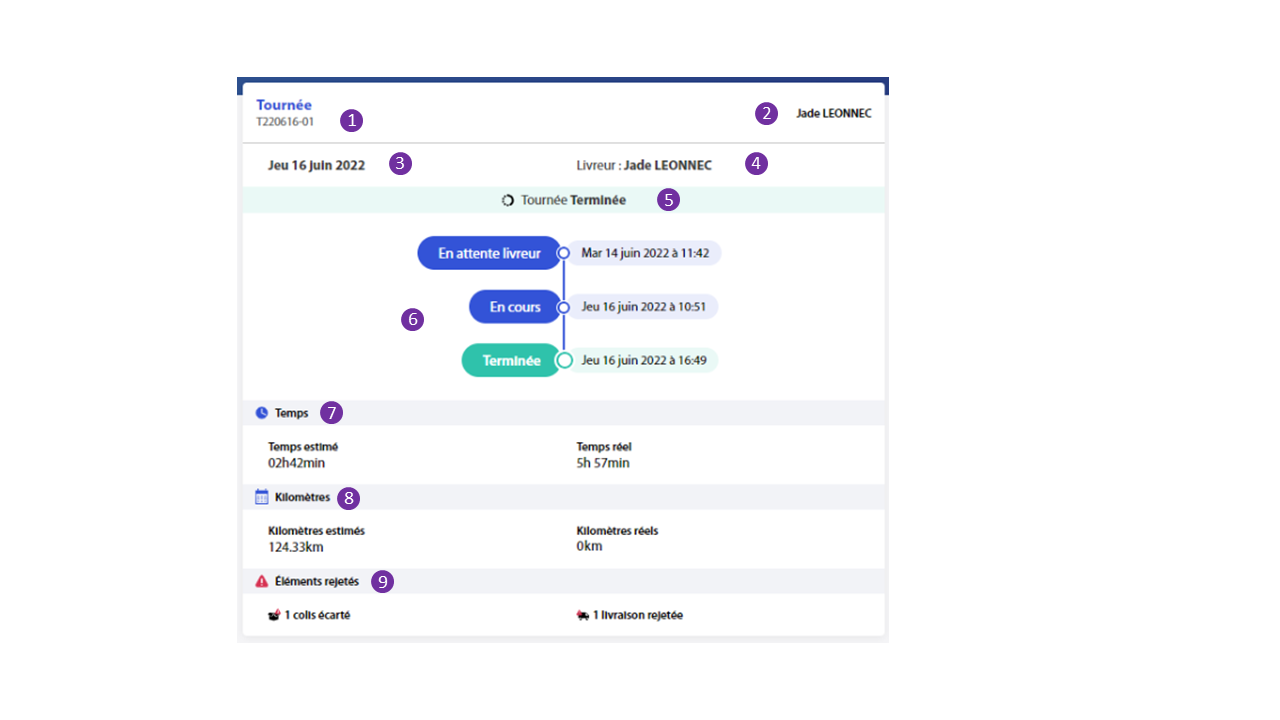 Tournée
T220616-01
1
2
Jade LEONNEC
Jeu 16 juin 2022
3
Livreur : Jade LEONNEC
4
Tournée Terminée
5
En attente livreur
Mar 14 juin 2022 à 11:42
En cours
Jeu 16 juin 2022 à 10:51
6
Terminée
Jeu 16 juin 2022 à 16:49
Temps
7
Temps estimé
Temps réel
02h42min
5h 57min
Kilomètres
8
Kilomètres estimés
Kilomètres réels
124.33km
0km
Éléments rejetés
9
1 colis écarté
1 livraison rejetée